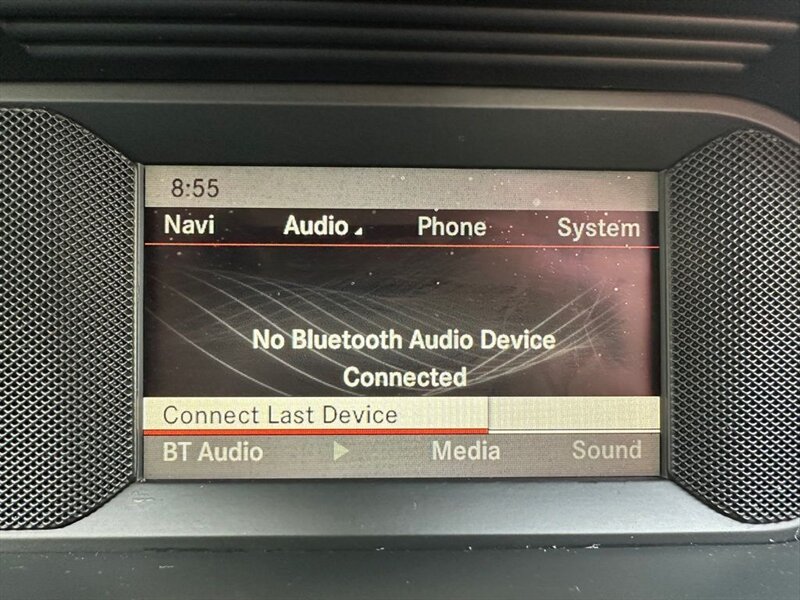 8:55
Navi Audio Phone System
No Bluetooth Audio Device
Connected
Connect Last Device
BT Audio Media Sound